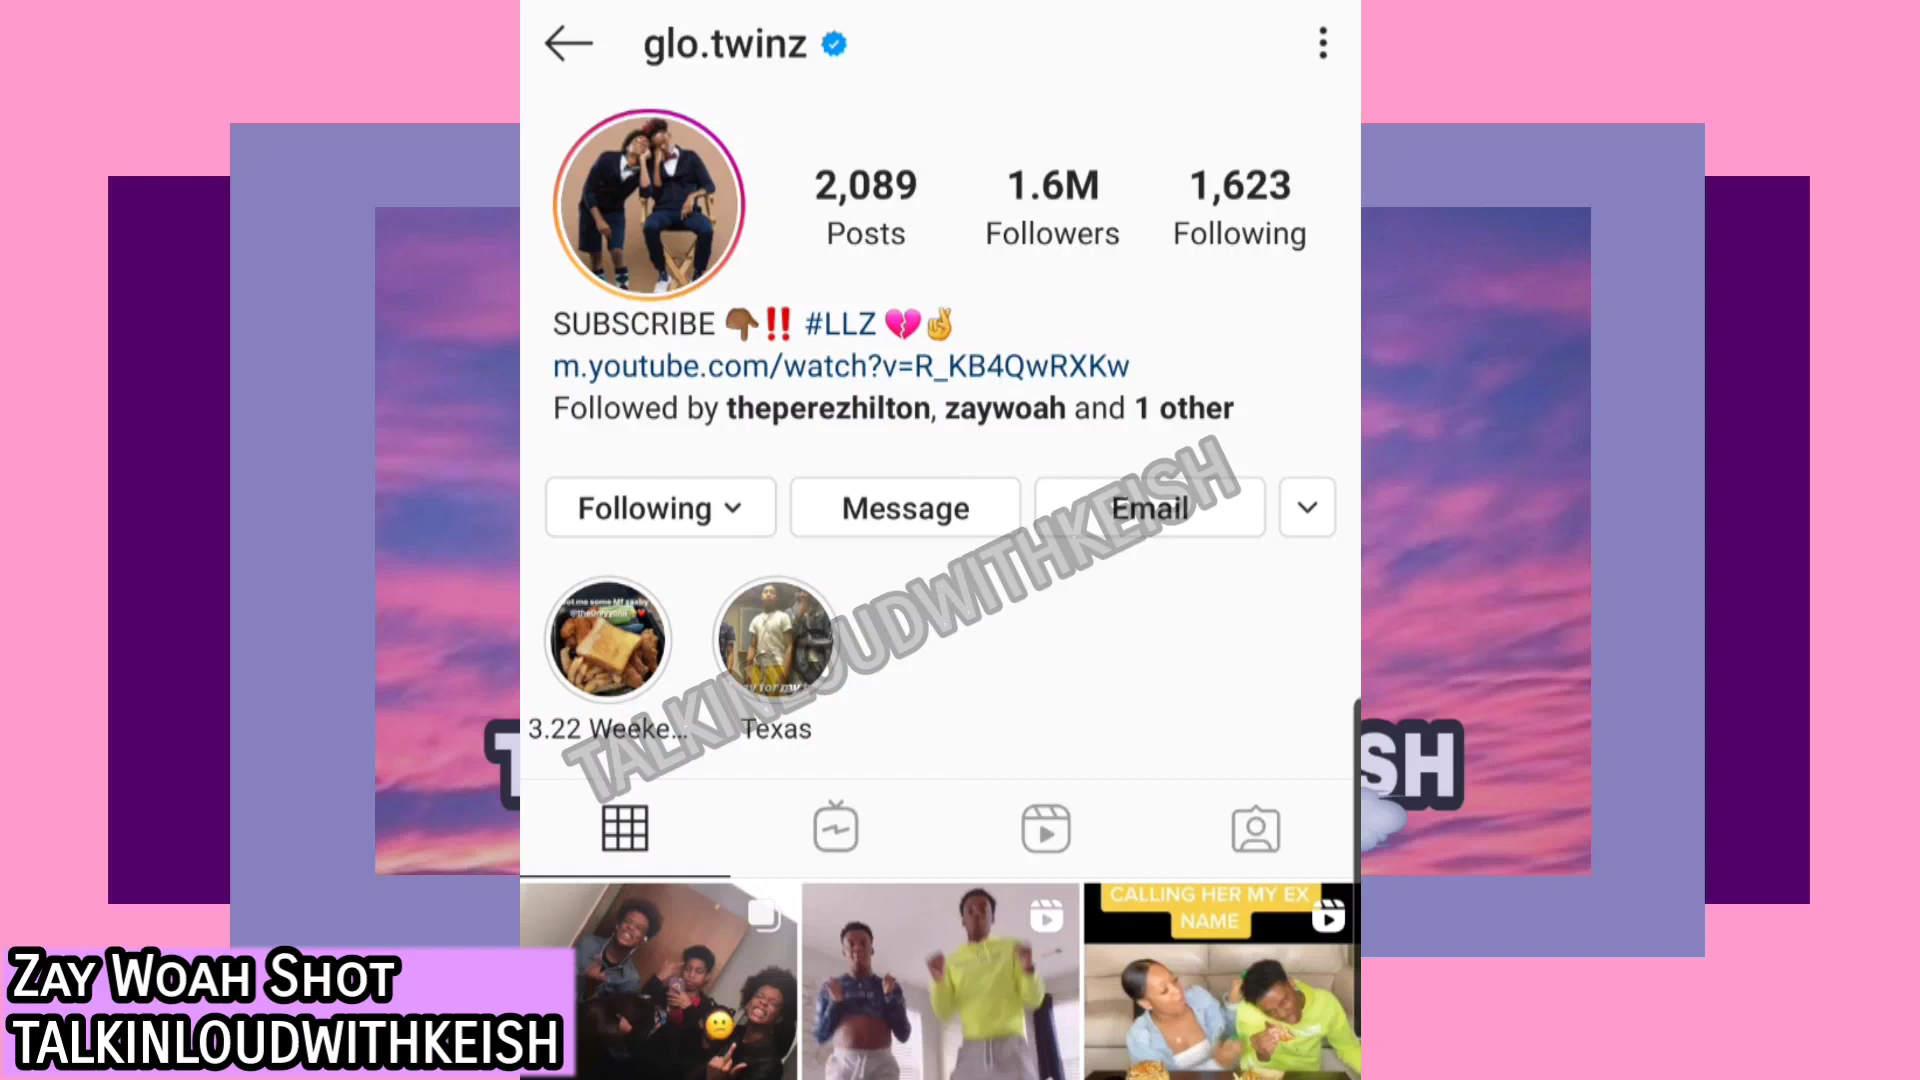 glo.twinz
2,089
Posts
1.6M
Followers
1,623
Following
SUBSCRIBE 👇🏾‼️ #LLZ 💔🤞
m.youtube.com/watch?v=R_KB4QwRXKw
Followed by theperezhilton, zaywoah and 1 other
Following
Message
Email
TALKINLOUDWITHKEISH
3.22 Weeke...
Texas
T
SH
CALLING HER MY EX
NAME
ZAY WOAH SHOT
TALKINLOUDWITHKEISH